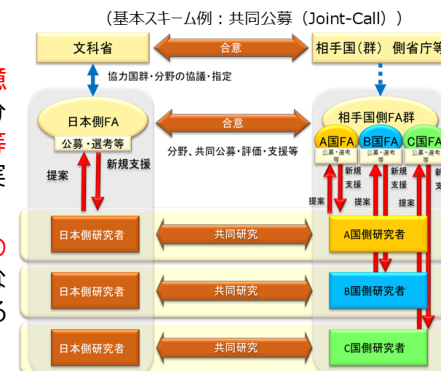 （基本スキーム例：共同公募（Joint-Call））
文科省
合意
相手国（群）側省庁等
協力国群・分野の協議・指定
日本側FA
公募・選考等
合意
分野、共同公募・評価・支援等
相手国側FA群
A国FA
B国FA
C国FA
公募・選考
等
公募・選考
等
公募・選考
等
提案
新規支援
提案
新規
支援
提案
新規
支援
提案
日本側研究者
共同研究
A国側研究者
日本側研究者
共同研究
B国側研究者
日本側研究者
共同研究
C国側研究者
等
の
な
る